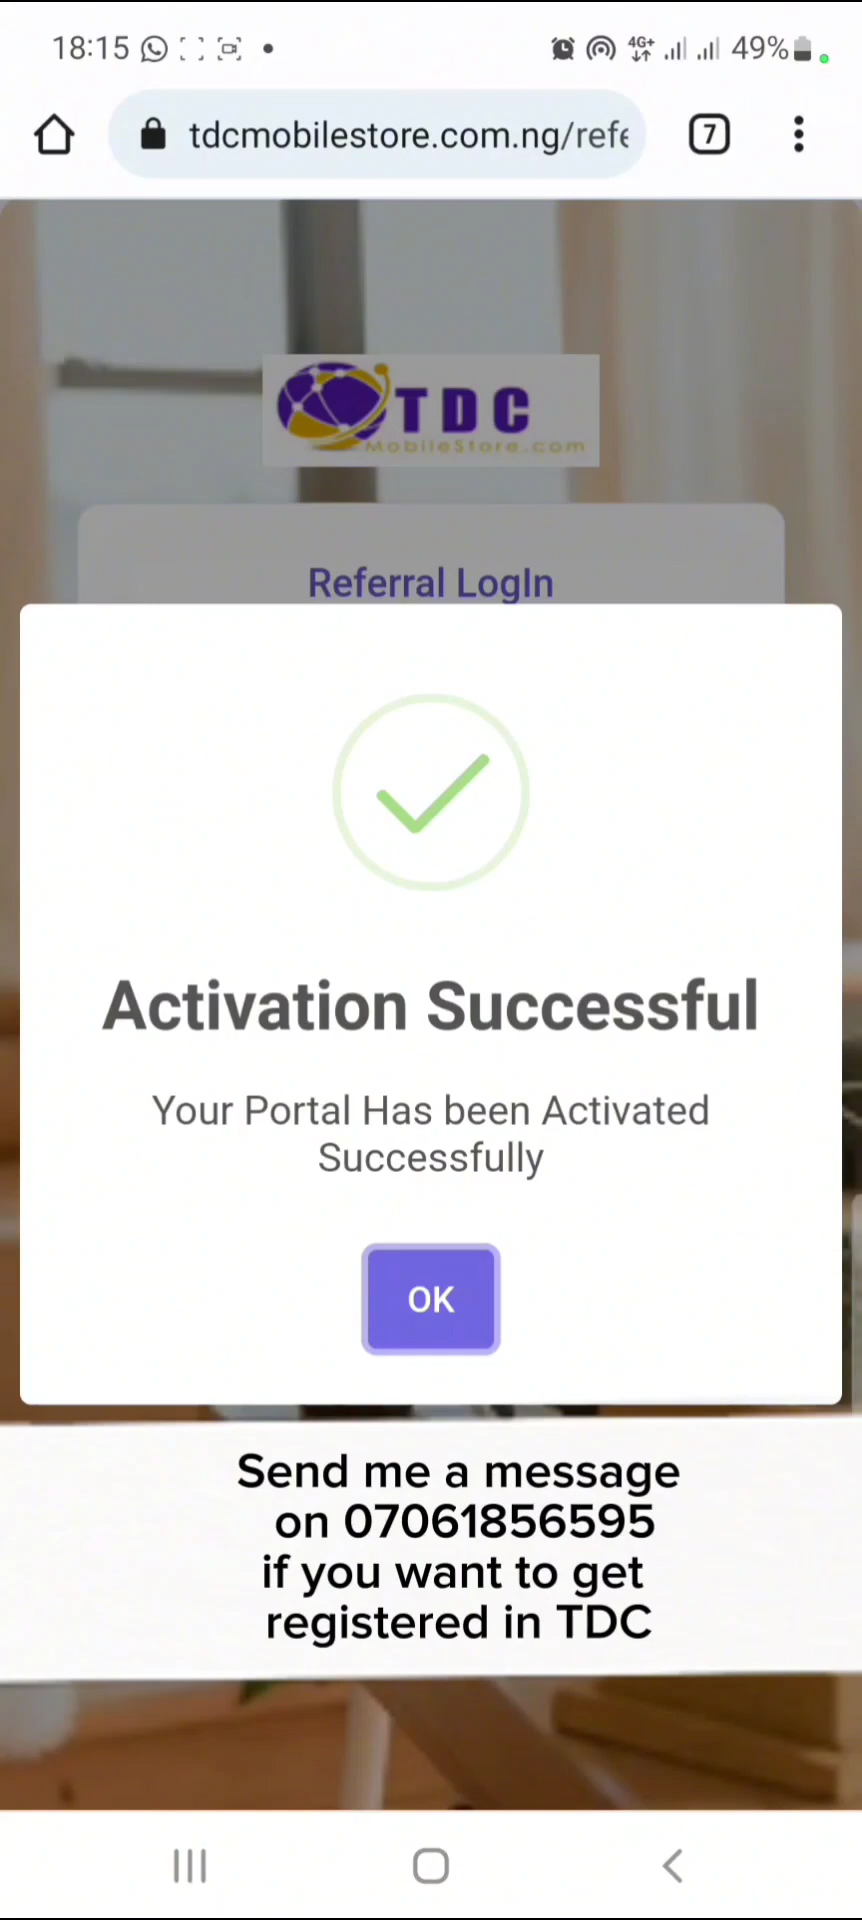 18:15
4G+
49%
tdcmobilestore.com.ng/refe
7
TDC
MobileStore.com
Referral LogIn
Activation Successful
Your Portal Has been Activated
Successfully
OK
Send me a message
on 07061856595
if you want to get
registered in TDC